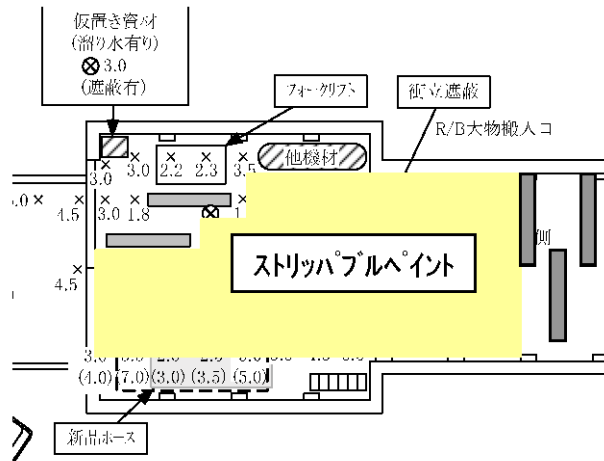 仮置き資材
(溜り水有り)
3.0
(遮蔽有)
フォークリフト
衝立遮蔽
R/B大物搬入口
他機材
3.0
3.0
2.2
2.3
3.5
4.5
3.0
1.8
側
ストリッパブルペイント
4.5
(4.0)
(7.0)
(3.0)
(3.5)
(5.0)
新品ホース